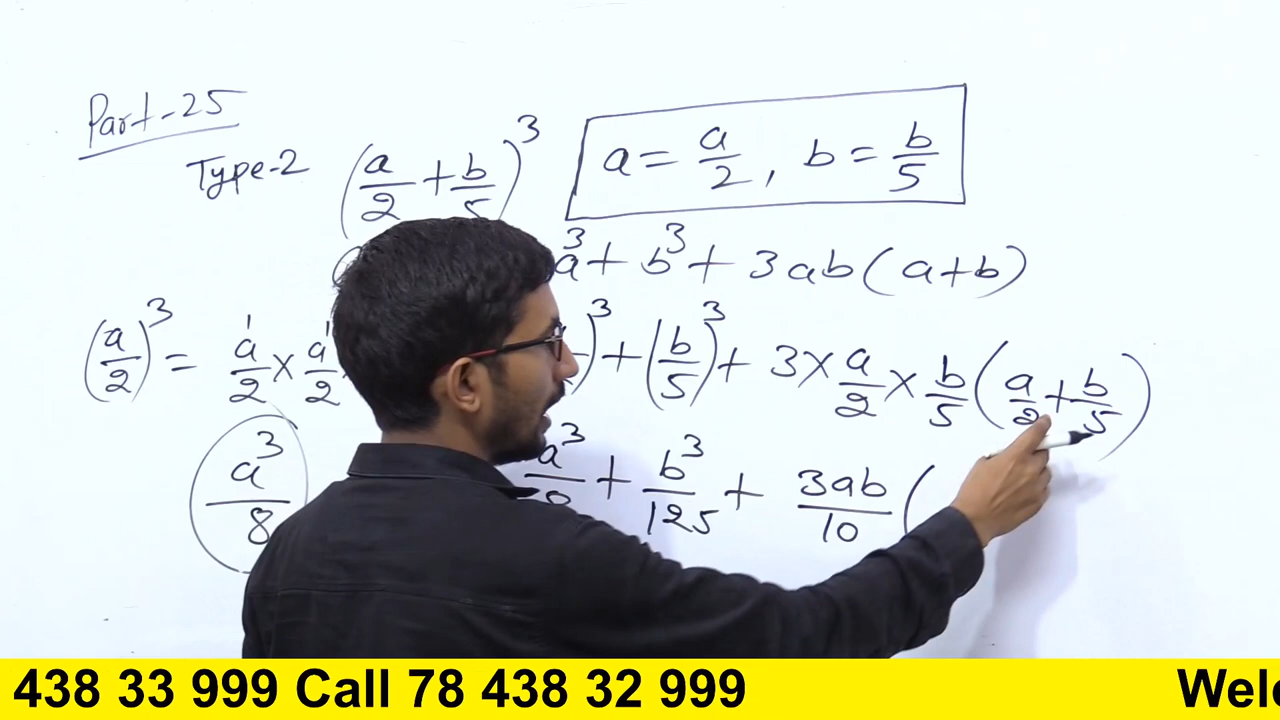 Part-25
Type-2 (a/2 + b/5)^3
a = a/2, b = b/5
a^3 + b^3 + 3ab(a+b)
(a/2)^3 = a/2 × a/2 )^3 + (b/5)^3 + 3 × a/2 × b/5 (a/2 + b/5)
a^3/8 a^3 + b^3/125 + 3ab/10 (
438 33 999 Call 78 438 32 999 Welc